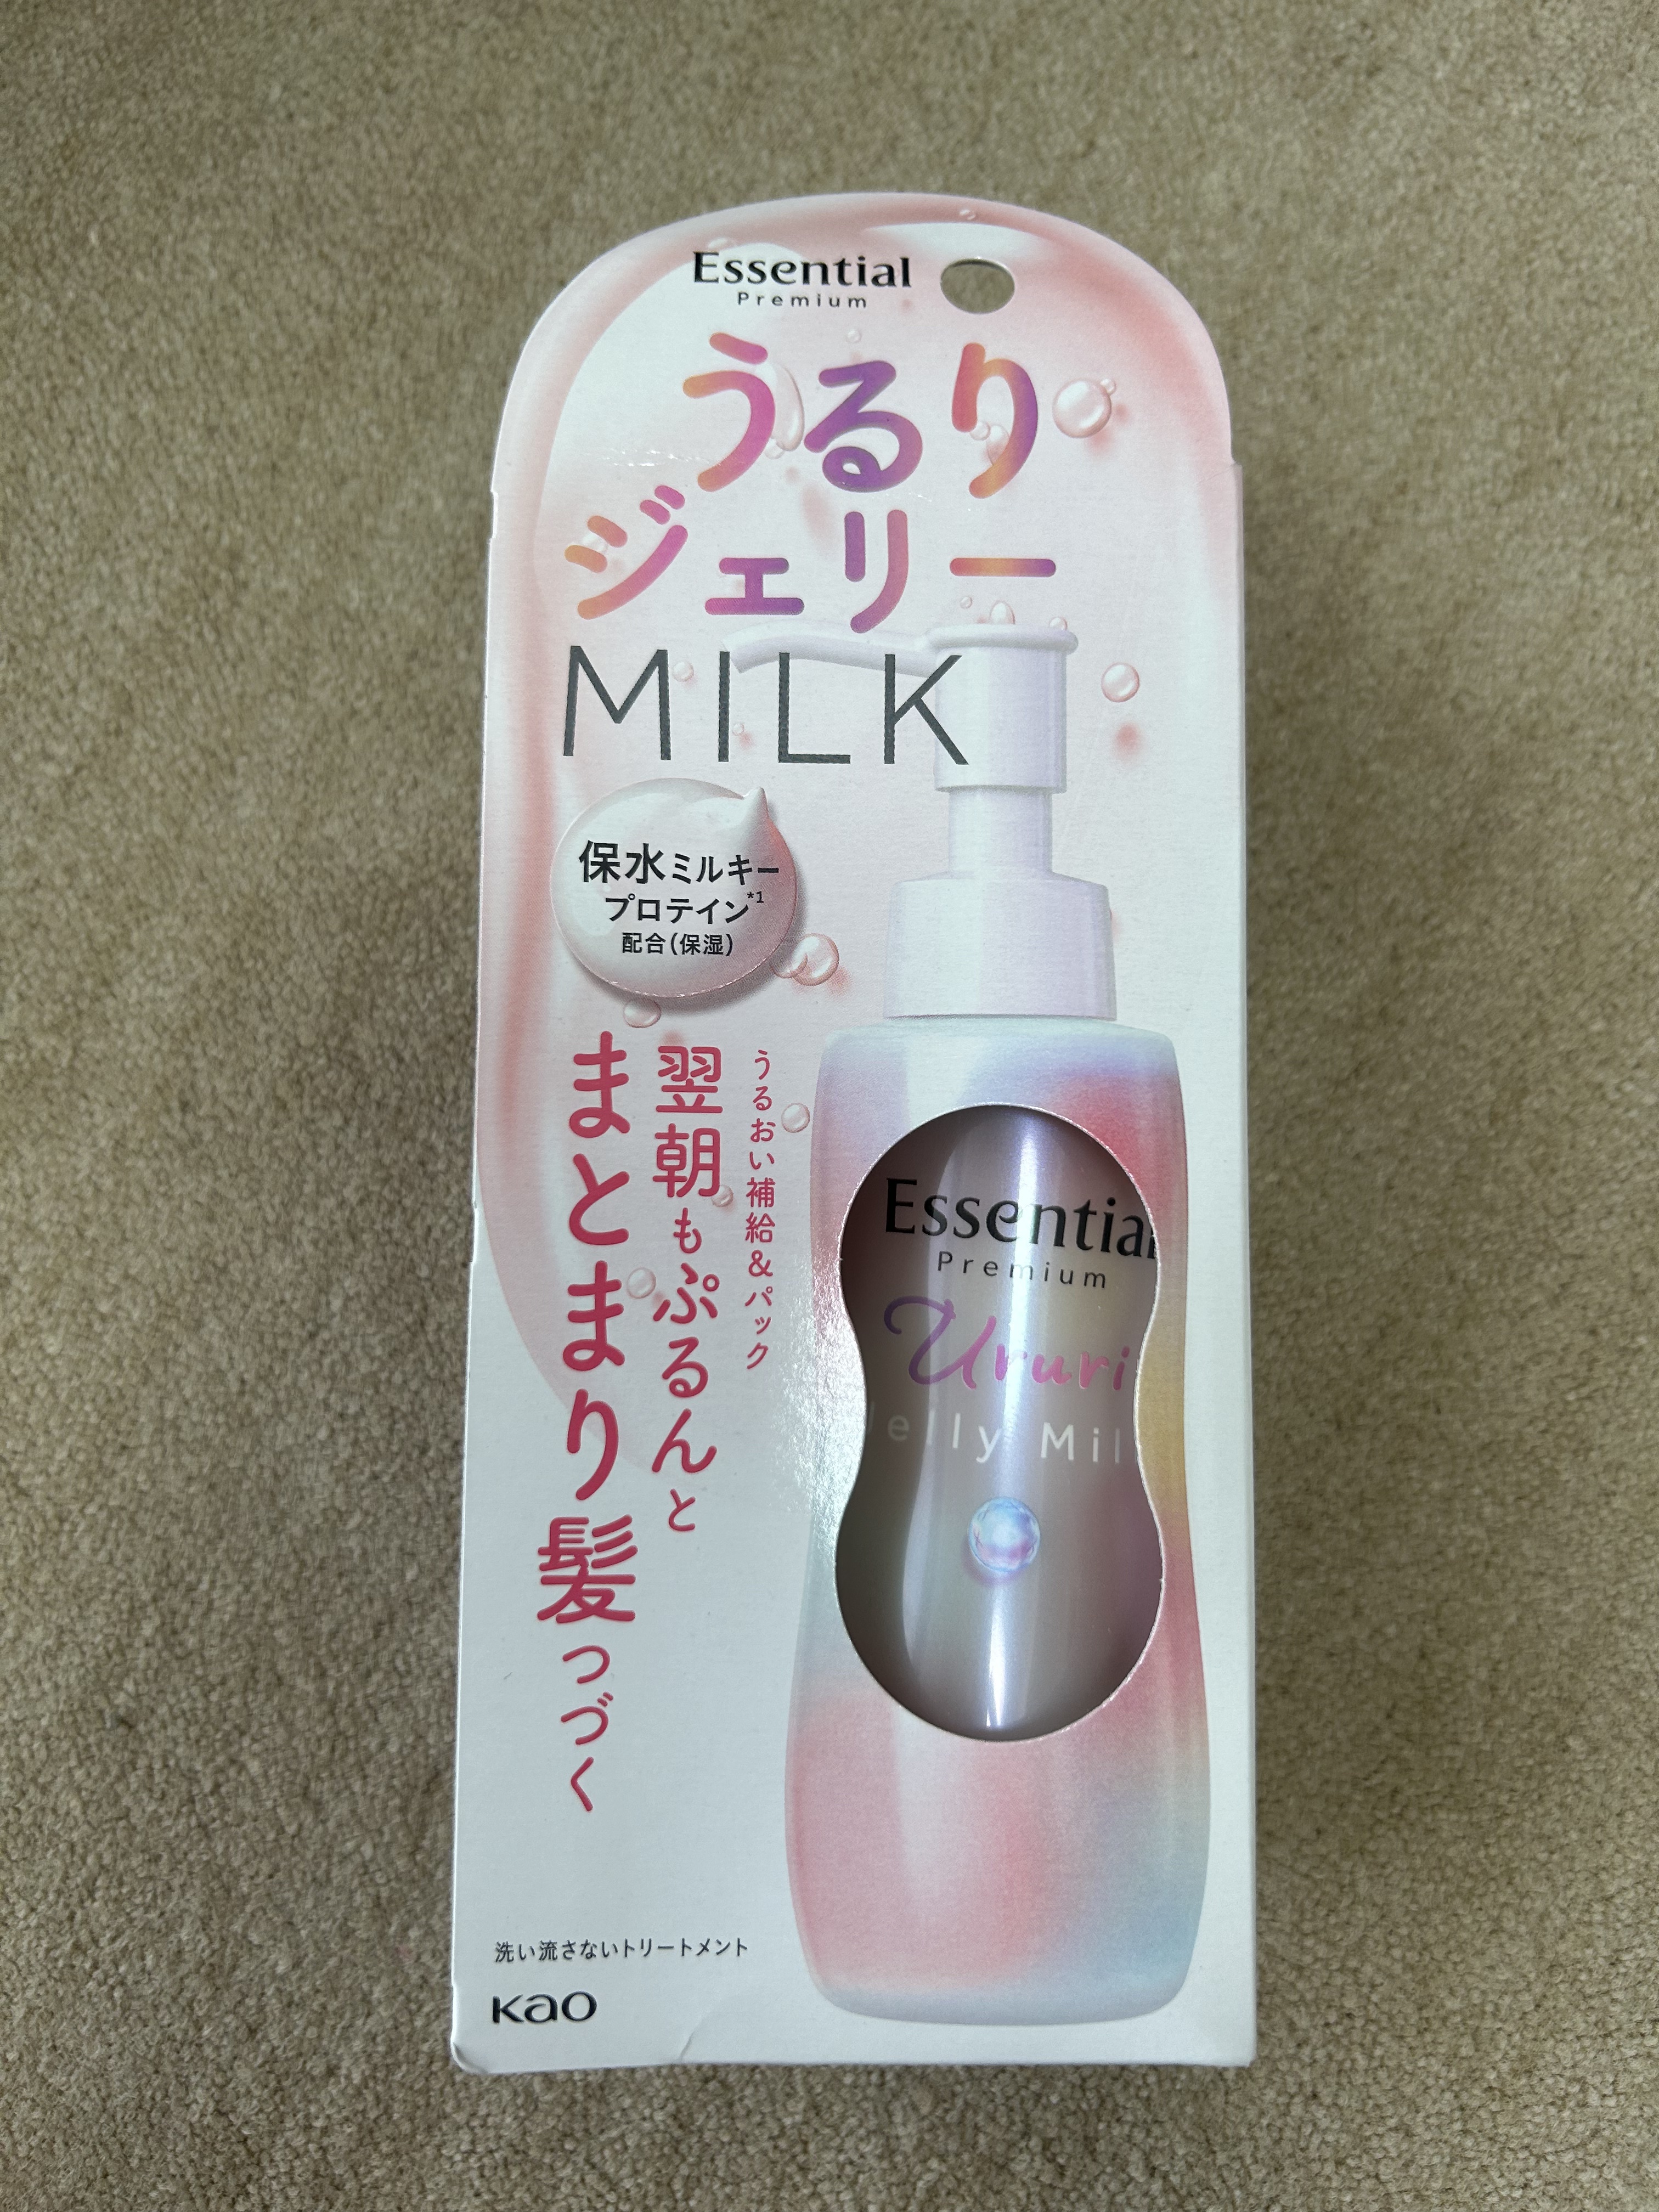 Essential
Premium
うるり
ジェリー
MILK
保水ミルキー
プロテイン*1
配合(保湿)
うるおい補給&パック
翌朝もぷるんと
まとまり髪つづく
Essential
Premium
Ururi
Jelly Mil
洗い流さないトリートメント
Kao